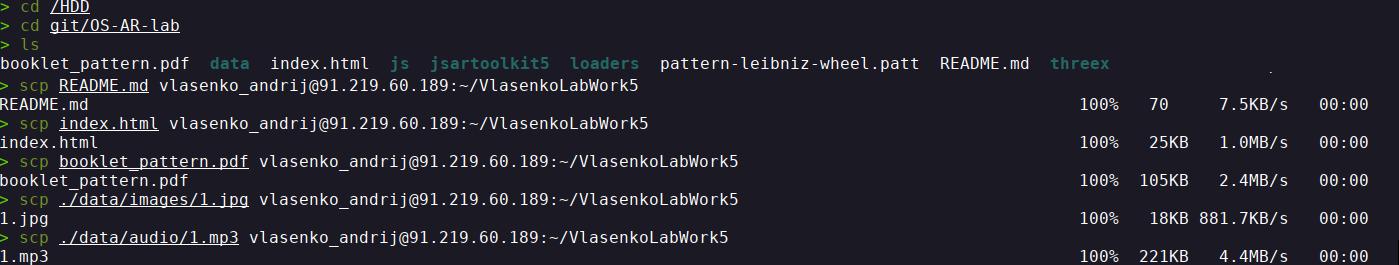 > cd /HDD
> cd git/OS-AR-lab
> ls
booklet_pattern.pdf  data  index.html  js  jsartoolkit5  loaders  pattern-leibniz-wheel.patt  README.md  threex
> scp README.md vlasenko_andrij@91.219.60.189:~/VlasenkoLabWork5
README.md 100% 70 7.5KB/s 00:00
> scp index.html vlasenko_andrij@91.219.60.189:~/VlasenkoLabWork5
index.html 100% 25KB 1.0MB/s 00:00
> scp booklet_pattern.pdf vlasenko_andrij@91.219.60.189:~/VlasenkoLabWork5
booklet_pattern.pdf 100% 105KB 2.4MB/s 00:00
> scp ./data/images/1.jpg vlasenko_andrij@91.219.60.189:~/VlasenkoLabWork5
1.jpg 100% 18KB 881.7KB/s 00:00
> scp ./data/audio/1.mp3 vlasenko_andrij@91.219.60.189:~/VlasenkoLabWork5
1.mp3 100% 221KB 4.4MB/s 00:00